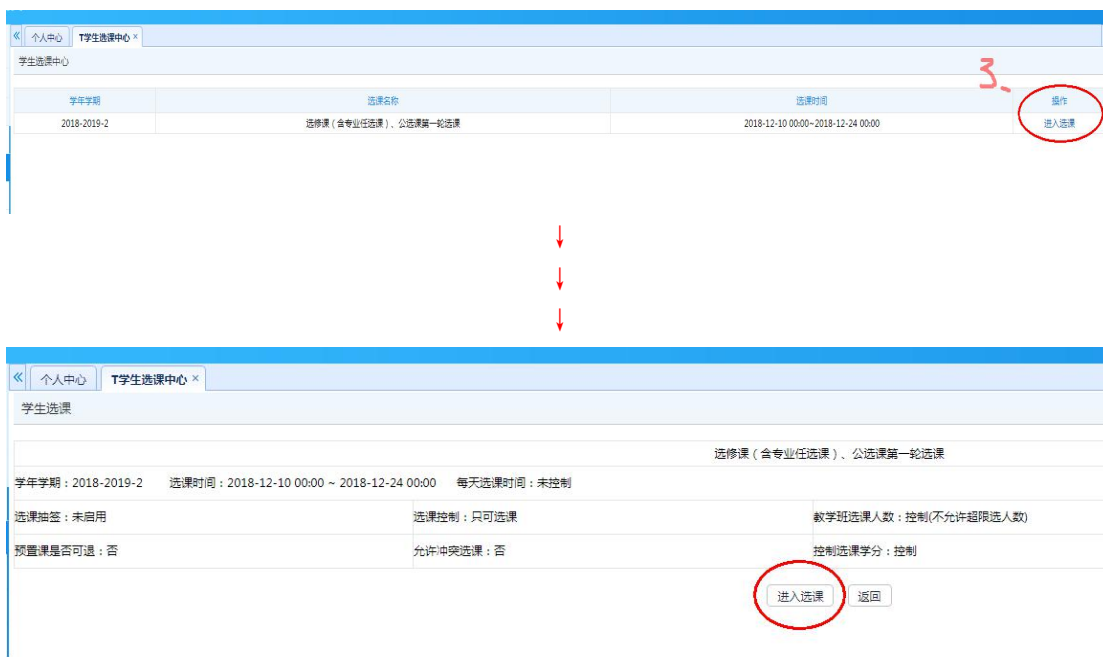 个人中心 T学生选课中心 ×
学生选课中心
3、
学年学期 选课名称 选课时间 操作
2018-2019-2 选修课（含专业任选课）、公选课第一轮选课 2018-12-10 00:00~2018-12-24 00:00 进入选课
个人中心 T学生选课中心 ×
学生选课
选修课（含专业任选课）、公选课第一轮选课
学年学期：2018-2019-2 选课时间：2018-12-10 00:00 ~ 2018-12-24 00:00 每天选课时间：未控制
选课抽签：未启用 选课控制：只可选课 教学班选课人数：控制(不允许超限选人数)
预置课是否可退：否 允许冲突选课：否 控制选课学分：控制
进入选课 返回